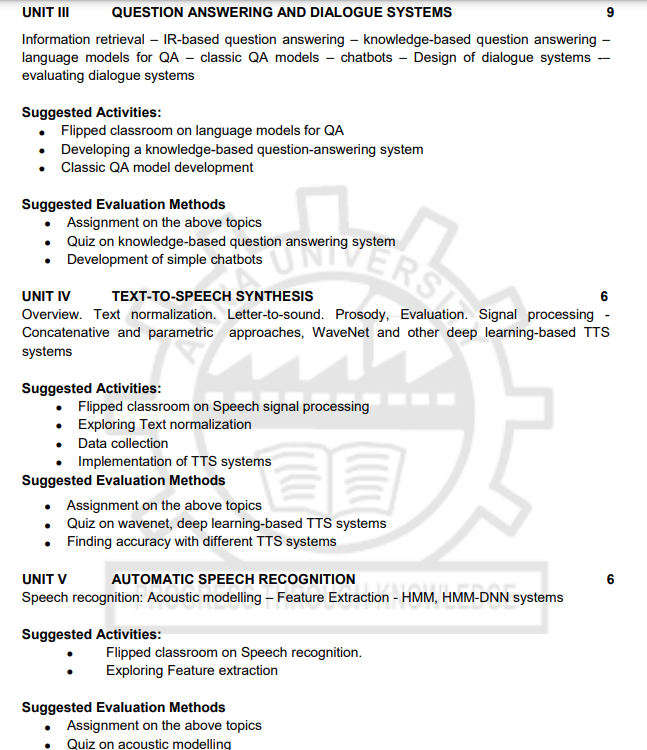 UNIT III QUESTION ANSWERING AND DIALOGUE SYSTEMS 9
Information retrieval – IR-based question answering – knowledge-based question answering –
language models for QA – classic QA models – chatbots – Design of dialogue systems -–
evaluating dialogue systems
Suggested Activities:
• Flipped classroom on language models for QA
• Developing a knowledge-based question-answering system
• Classic QA model development
Suggested Evaluation Methods
• Assignment on the above topics
• Quiz on knowledge-based question answering system
• Development of simple chatbots
UNIT IV TEXT-TO-SPEECH SYNTHESIS 6
Overview. Text normalization. Letter-to-sound. Prosody, Evaluation. Signal processing -
Concatenative and parametric approaches, WaveNet and other deep learning-based TTS
systems
Suggested Activities:
• Flipped classroom on Speech signal processing
• Exploring Text normalization
• Data collection
• Implementation of TTS systems
Suggested Evaluation Methods
• Assignment on the above topics
• Quiz on wavenet, deep learning-based TTS systems
• Finding accuracy with different TTS systems
UNIT V AUTOMATIC SPEECH RECOGNITION 6
Speech recognition: Acoustic modelling – Feature Extraction - HMM, HMM-DNN systems
Suggested Activities:
• Flipped classroom on Speech recognition.
• Exploring Feature extraction
Suggested Evaluation Methods
• Assignment on the above topics
• Quiz on acoustic modelling
ANNA UNIVERSITY
PROGRESS THROUGH KNOWLEDGE